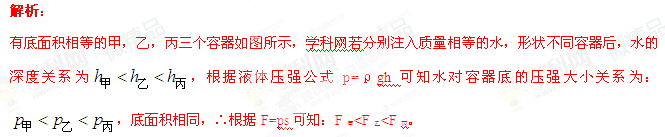 解析：
有底面积相等的甲，乙，丙三个容器如图所示，学科网若分别注入质量相等的水，形状不同容器后，水的
深度关系为h甲<h乙<h丙，根据液体压强公式 p=ρgh 可知水对容器底的压强大小关系为：
p甲<p乙<p丙，底面积相同，∴根据 F=ps 可知：F甲<F乙<F丙。